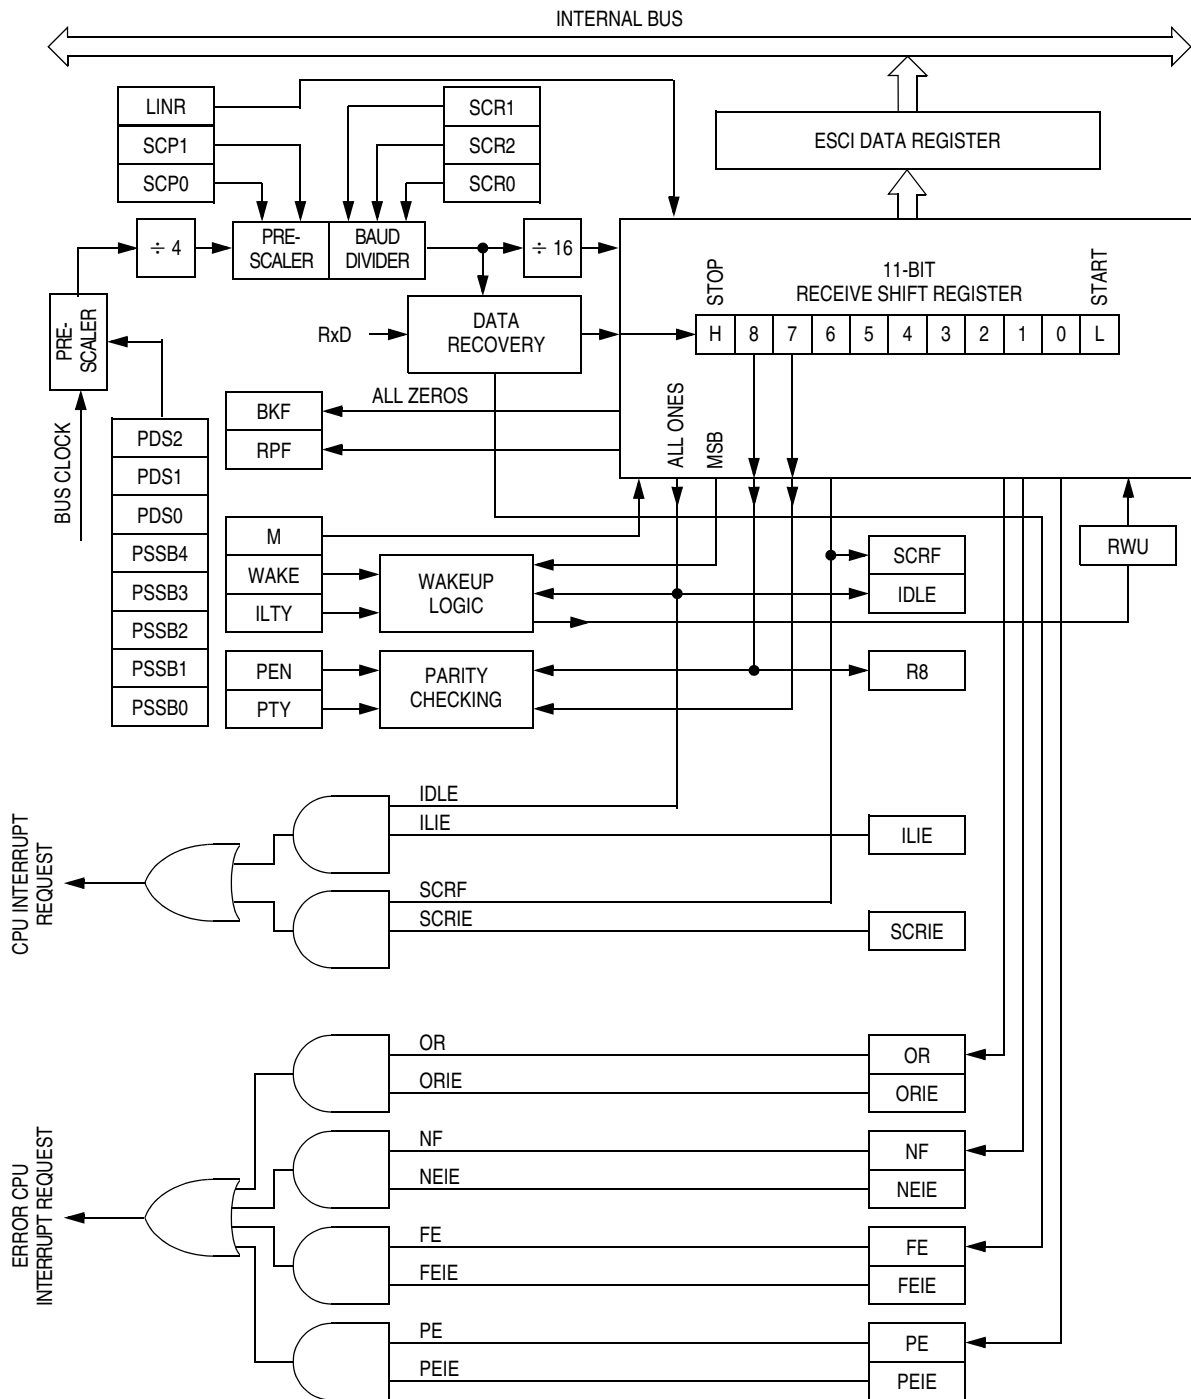 INTERNAL BUS
LINR
SCP1
SCP0
SCR1
SCR2
SCR0
ESCI DATA REGISTER
÷ 4
PRE-
SCALER
BAUD
DIVIDER
÷ 16
STOP
11-BIT
RECEIVE SHIFT REGISTER
START
H 8 7 6 5 4 3 2 1 0 L
PRE-
SCALER
RxD
DATA
RECOVERY
BUS CLOCK
BKF
RPF
ALL ZEROS
ALL ONES
MSB
PDS2
PDS1
PDS0
PSSB4
PSSB3
PSSB2
PSSB1
PSSB0
M
WAKE
ILTY
WAKEUP
LOGIC
SCRF
IDLE
RWU
PEN
PTY
PARITY
CHECKING
R8
CPU INTERRUPT
REQUEST
IDLE
ILIE
ILIE
SCRF
SCRIE
SCRIE
ERROR CPU
INTERRUPT REQUEST
OR
OR
ORIE
ORIE
NF
NF
NEIE
NEIE
FE
FE
FEIE
FEIE
PE
PE
PEIE
PEIE